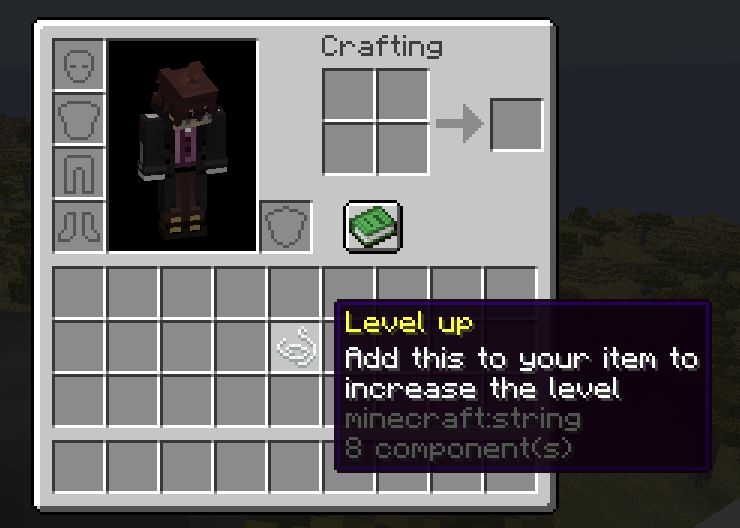 Crafting
Level up
Add this to your item to
increase the level
minecraft:string
8 component(s)